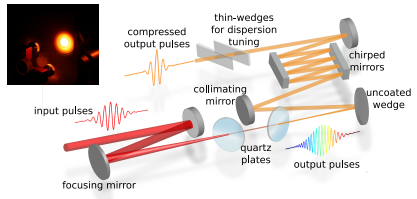 thin-wedges
for dispersion
tuning
compressed
output pulses
chirped
mirrors
collimating
mirror
uncoated
wedge
input pulses
quartz
plates
output pulses
focusing mirror